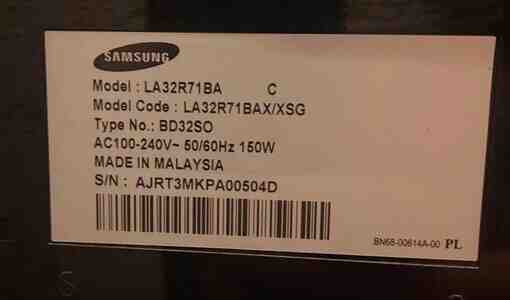 SAMSUNG
Model : LA32R71BA C
Model Code : LA32R71BAX/XSG
Type No.: BD32SO
AC100-240V~ 50/60Hz 150W
MADE IN MALAYSIA
S/N : AJRT3MKPA00504D
BN68-00614A-00 PL